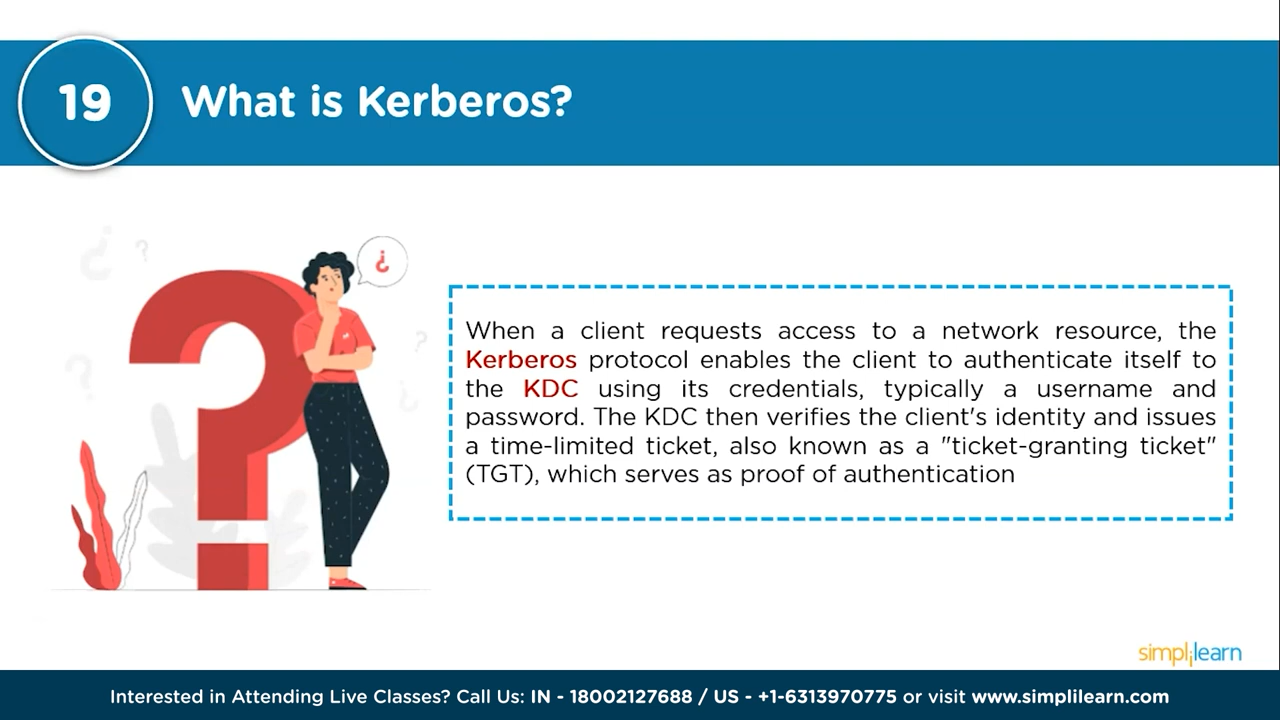 19
What is Kerberos?
¿
?
¿
?
?
¿
When a client requests access to a network resource, the
Kerberos protocol enables the client to authenticate itself to
the KDC using its credentials, typically a username and
password. The KDC then verifies the client's identity and issues
a time-limited ticket, also known as a "ticket-granting ticket"
(TGT), which serves as proof of authentication
?
simplilearn
Interested in Attending Live Classes? Call Us: IN - 18002127688 / US - +1-6313970775 or visit www.simplilearn.com